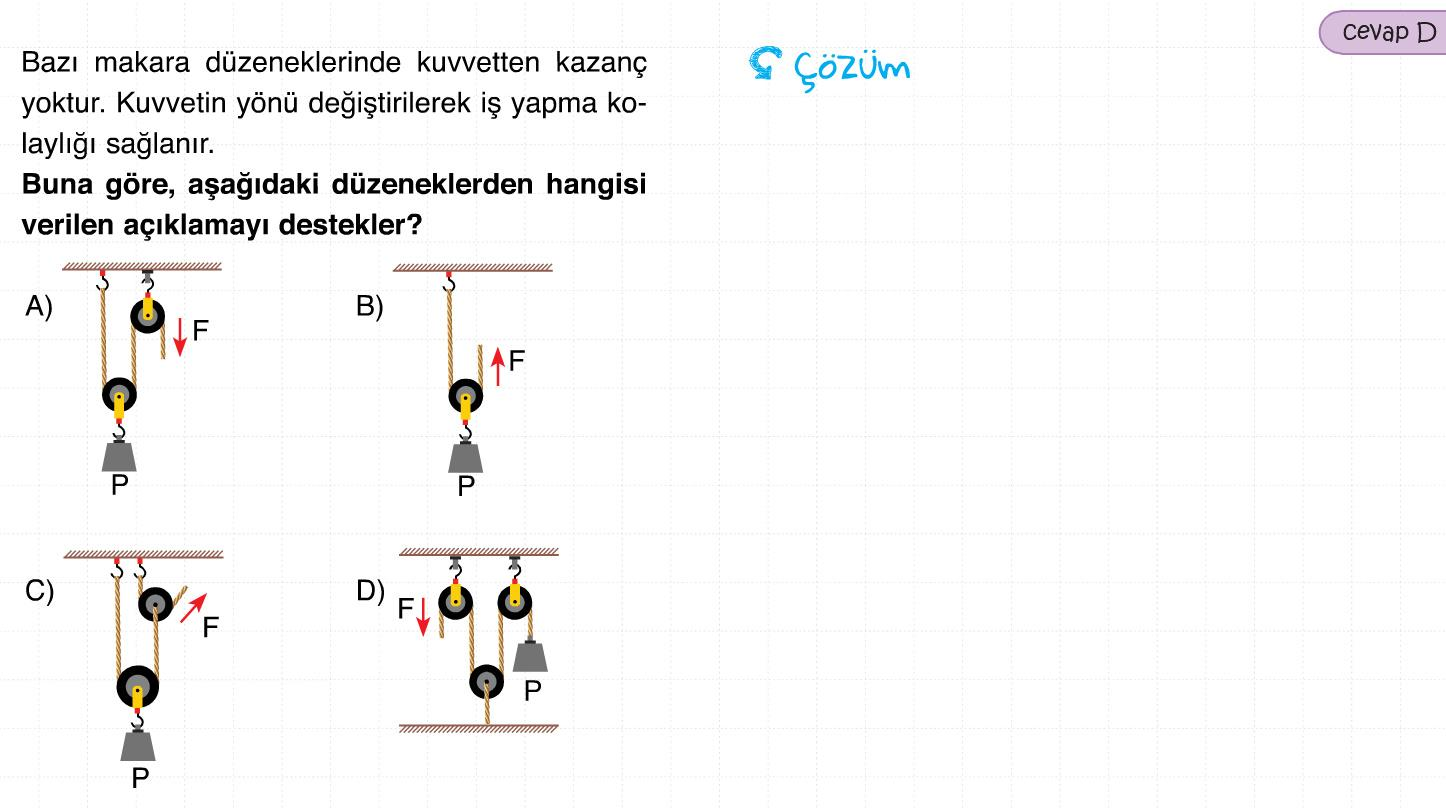 cevap D
Bazı makara düzeneklerinde kuvvetten kazanç
yoktur. Kuvvetin yönü değiştirilerek iş yapma ko-
laylığı sağlanır.
Buna göre, aşağıdaki düzeneklerden hangisi
verilen açıklamayı destekler?
Çözüm
A)
F
P
B)
F
P
C)
F
P
D)
F
P